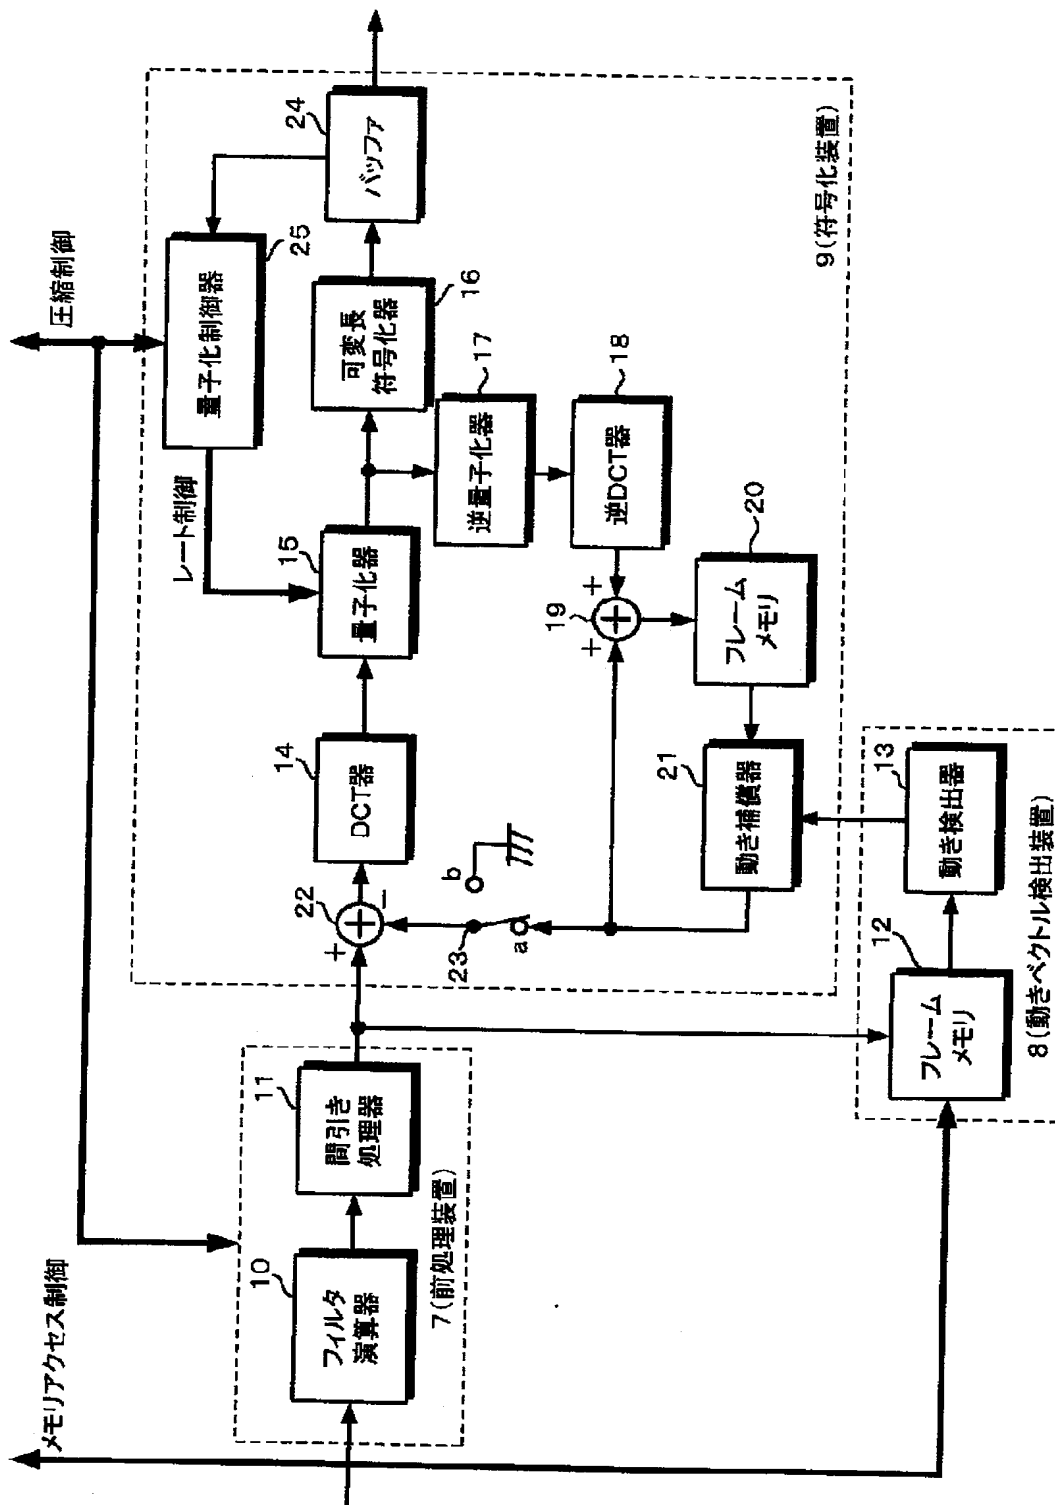 メモリアクセス制御
圧縮制御
10
フィルタ
演算器
11
間引き
処理器
7(前処理装置)
レート制御
量子化制御器
25
22
+
−
14
DCT器
15
量子化器
可変長
符号化器
16
24
バッファ
逆量子化器
17
逆DCT器
18
19
+
+
フレーム
メモリ
20
21
動き補償器
23
a
b
9(符号化装置)
12
フレーム
メモリ
13
動き検出器
8(動きベクトル検出装置)